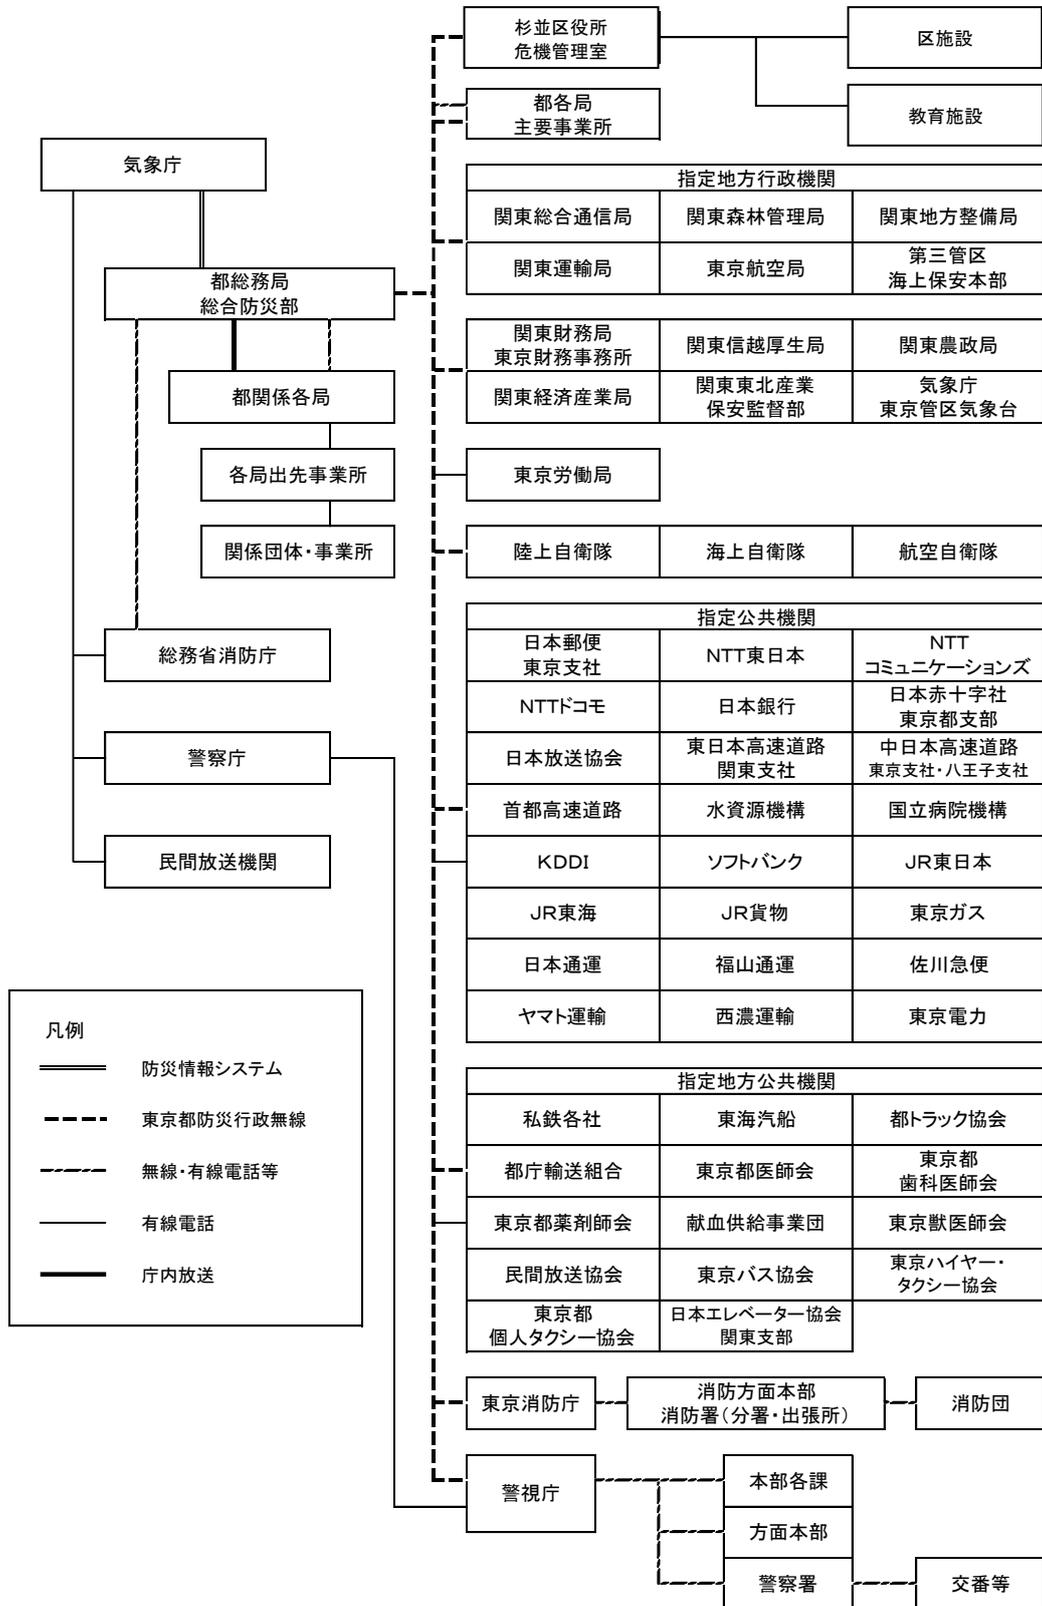 杉並区役所
危機管理室
区施設
都各局
主要事業所
教育施設
気象庁
指定地方行政機関
関東総合通信局
関東森林管理局
関東地方整備局
関東運輸局
東京航空局
第三管区
海上保安本部
都総務局
総合防災部
関東財務局
東京財務事務所
関東信越厚生局
関東農政局
関東経済産業局
関東東北産業
保安監督部
気象庁
東京管区気象台
都関係各局
各局出先事業所
東京労働局
関係団体・事業所
陸上自衛隊
海上自衛隊
航空自衛隊
指定公共機関
日本郵便
東京支社
NTT東日本
NTT
コミュニケーションズ
総務省消防庁
NTTドコモ
日本銀行
日本赤十字社
東京都支部
警察庁
日本放送協会
東日本高速道路
関東支社
中日本高速道路
東京支社・八王子支社
首都高速道路
水資源機構
国立病院機構
民間放送機関
KDDI
ソフトバンク
JR東日本
JR東海
JR貨物
東京ガス
日本通運
福山通運
佐川急便
ヤマト運輸
西濃運輸
東京電力
凡例
防災情報システム
東京都防災行政無線
無線・有線電話等
有線電話
庁内放送
指定地方公共機関
私鉄各社
東海汽船
都トラック協会
都庁輸送組合
東京都医師会
東京都
歯科医師会
東京都薬剤師会
献血供給事業団
東京獣医師会
民間放送協会
東京バス協会
東京ハイヤー・
タクシー協会
東京都
個人タクシー協会
日本エレベーター協会
関東支部
東京消防庁
消防方面本部
消防署(分署・出張所)
消防団
警視庁
本部各課
方面本部
警察署
交番等